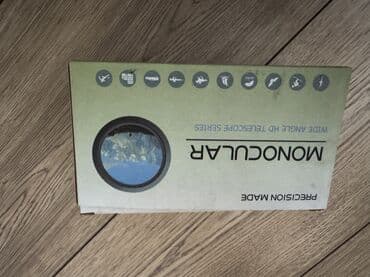 PRECISION MADE
MONOCULAR
WIDE ANGLE HD TELESCOPE SERIES